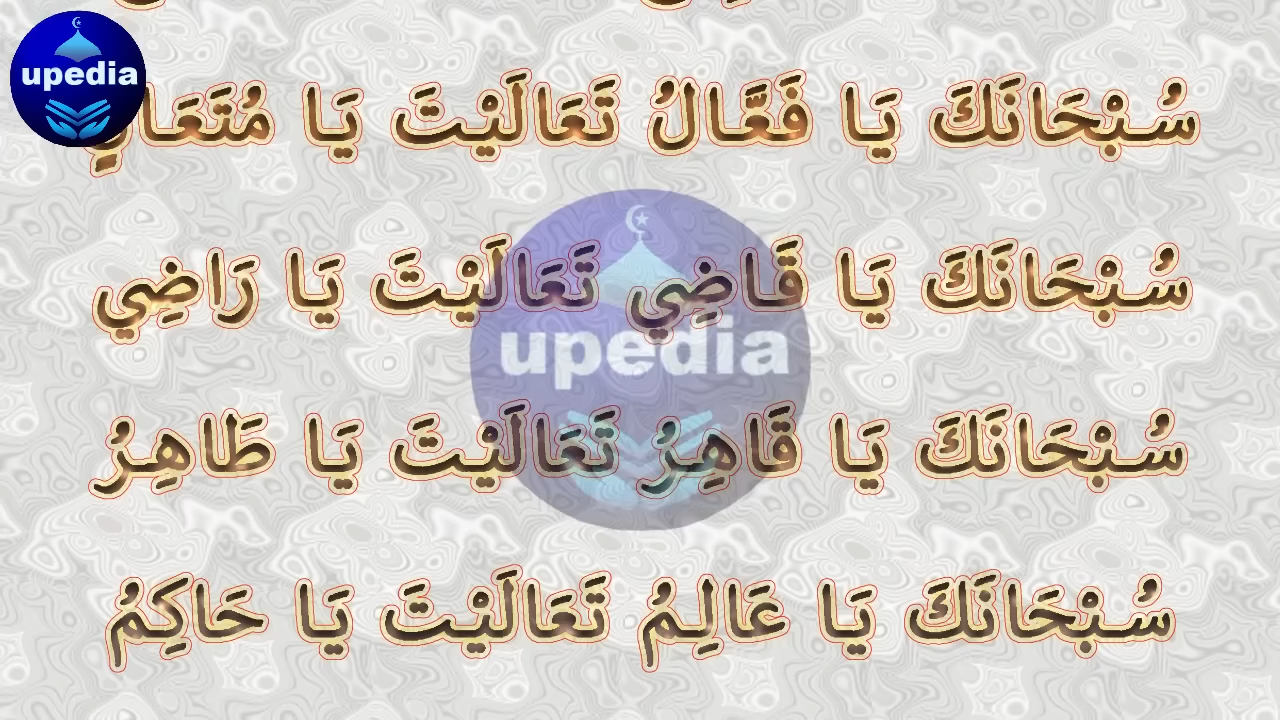 upedia
سُبْحَانَكَ يَا فَعَّالُ تَعَالَيْتَ يَا مُتَعَالٍ
سُبْحَانَكَ يَا قَاضِي تَعَالَيْتَ يَا رَاضِي
upedia
سُبْحَانَكَ يَا قَاهِرُ تَعَالَيْتَ يَا طَاهِرُ
سُبْحَانَكَ يَا عَالِمُ تَعَالَيْتَ يَا حَاكِمُ